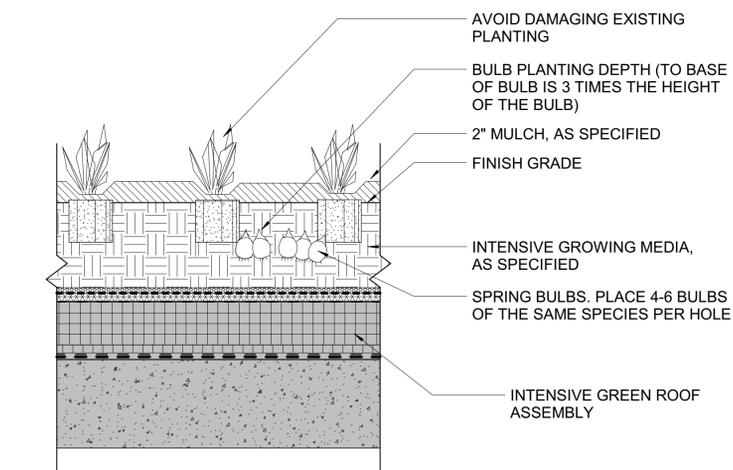 AVOID DAMAGING EXISTING
PLANTING
BULB PLANTING DEPTH (TO BASE
OF BULB IS 3 TIMES THE HEIGHT
OF THE BULB)
2" MULCH, AS SPECIFIED
FINISH GRADE
INTENSIVE GROWING MEDIA,
AS SPECIFIED
SPRING BULBS. PLACE 4-6 BULBS
OF THE SAME SPECIES PER HOLE
INTENSIVE GREEN ROOF
ASSEMBLY